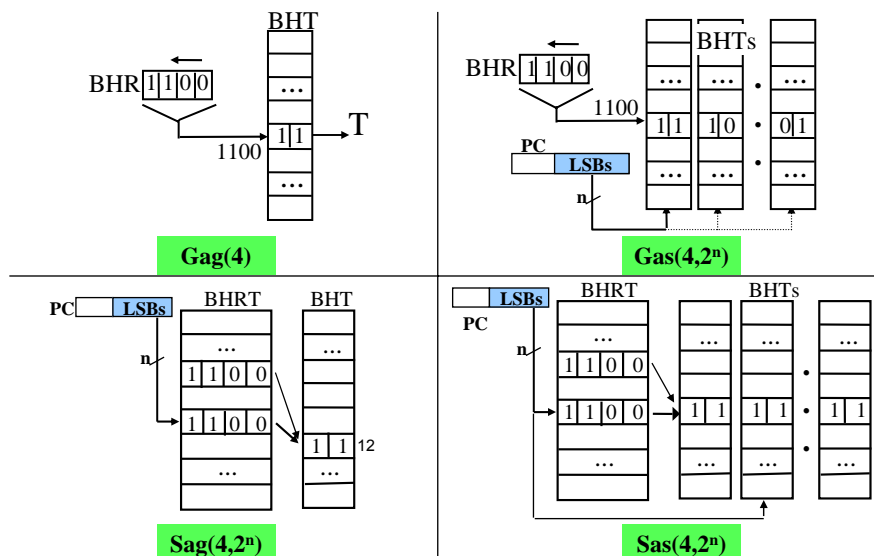 BHT
BHR 1 1 0 0
...
1100 1 1 T
...
Gag(4)
BHTs
BHR 1 1 0 0
... ... ...
1100 1 1 1 0 0 1
PC
LSBs
... ... ...
n
Gas(4,2ⁿ)
PC LSBs BHRT BHT
... ...
n
1 1 0 0
1 1 0 0
1 1 12
... ...
Sag(4,2ⁿ)
LSBs BHRT BHTs
PC
... ... ... ...
n
1 1 0 0
1 1 0 0 1 1 1 1 1 1
... ... ... ...
Sas(4,2ⁿ)